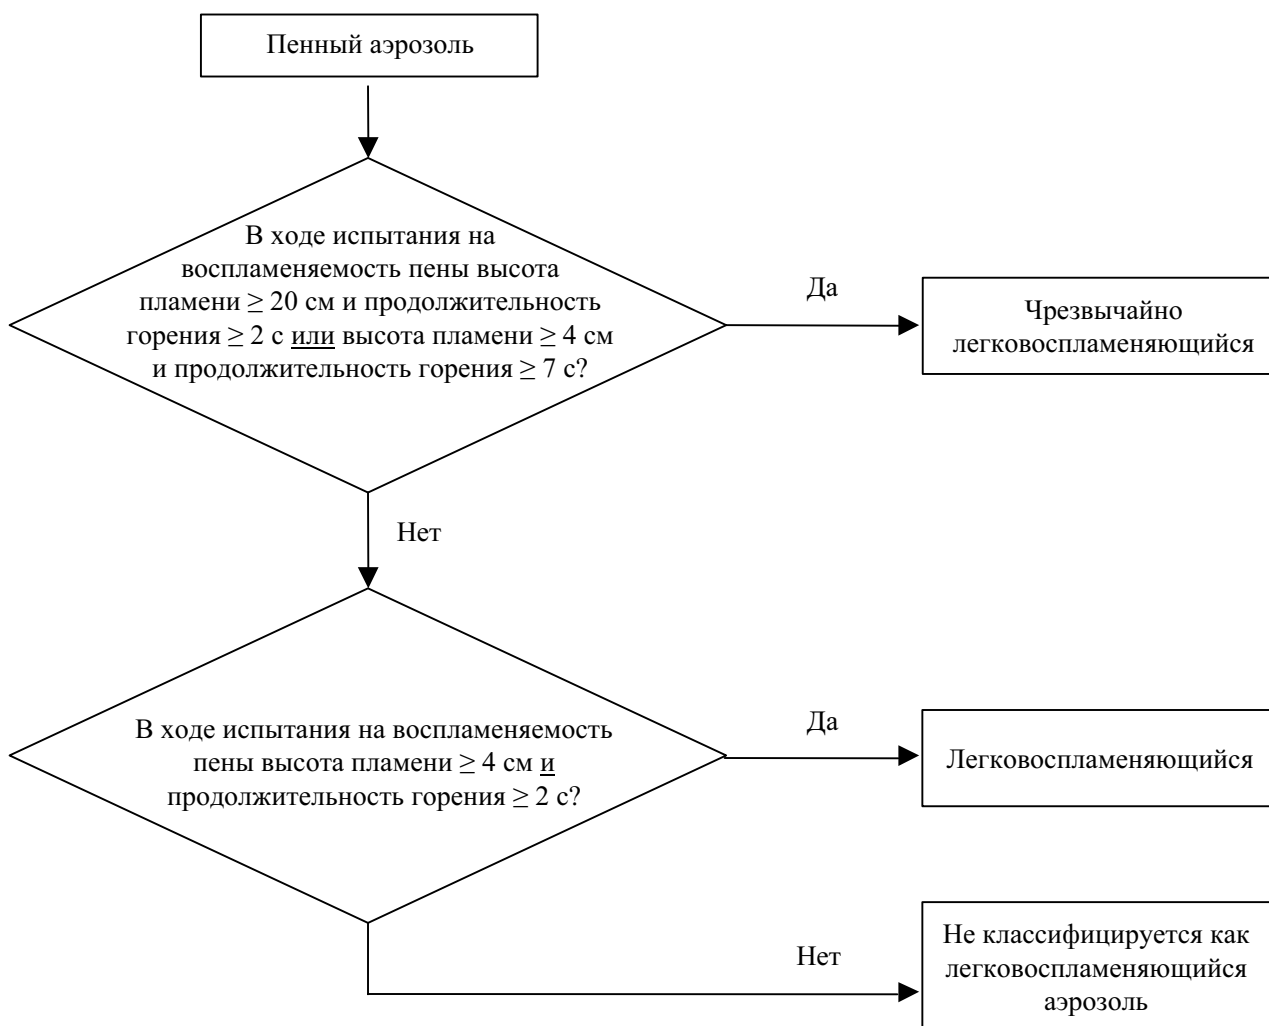 Пенный аэрозоль
В ходе испытания на
воспламеняемость пены высота
пламени ≥ 20 см и продолжительность
горения ≥ 2 с или высота пламени ≥ 4 см
и продолжительность горения ≥ 7 с?
Да
Чрезвычайно
легковоспламеняющийся
Нет
В ходе испытания на воспламеняемость
пены высота пламени ≥ 4 см и
продолжительность горения ≥ 2 с?
Да
Легковоспламеняющийся
Нет
Не классифицируется как
легковоспламеняющийся
аэрозоль